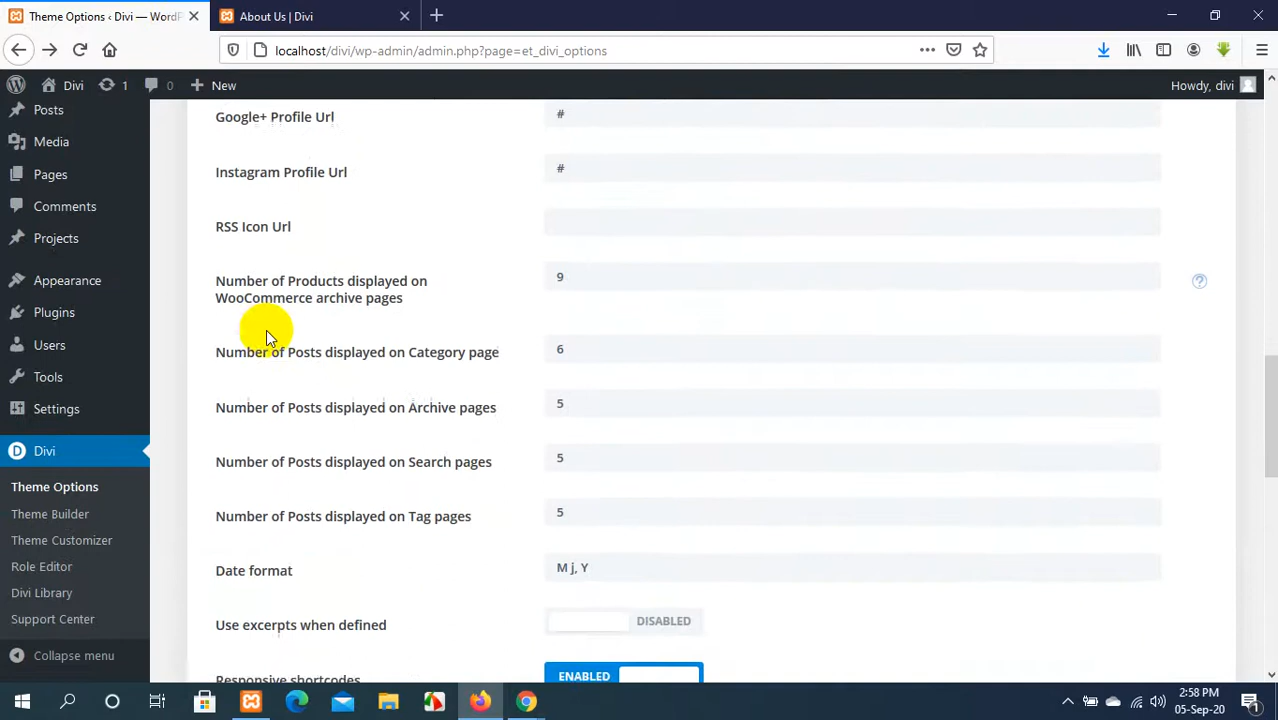 Theme Options ‹ Divi — WordP
About Us | Divi
localhost/divi/wp-admin/admin.php?page=et_divi_options
Divi
1
0
New
Howdy, divi
Posts
Media
Pages
Comments
Projects
Appearance
Plugins
Users
Tools
Settings
Divi
Theme Options
Theme Builder
Theme Customizer
Role Editor
Divi Library
Support Center
Collapse menu
Google+ Profile Url
#
Instagram Profile Url
#
RSS Icon Url
Number of Products displayed on
WooCommerce archive pages
9
Number of Posts displayed on Category page
6
Number of Posts displayed on Archive pages
5
Number of Posts displayed on Search pages
5
Number of Posts displayed on Tag pages
5
Date format
M j, Y
Use excerpts when defined
DISABLED
Responsive shortcodes
ENABLED
2:58 PM
05-Sep-20
1